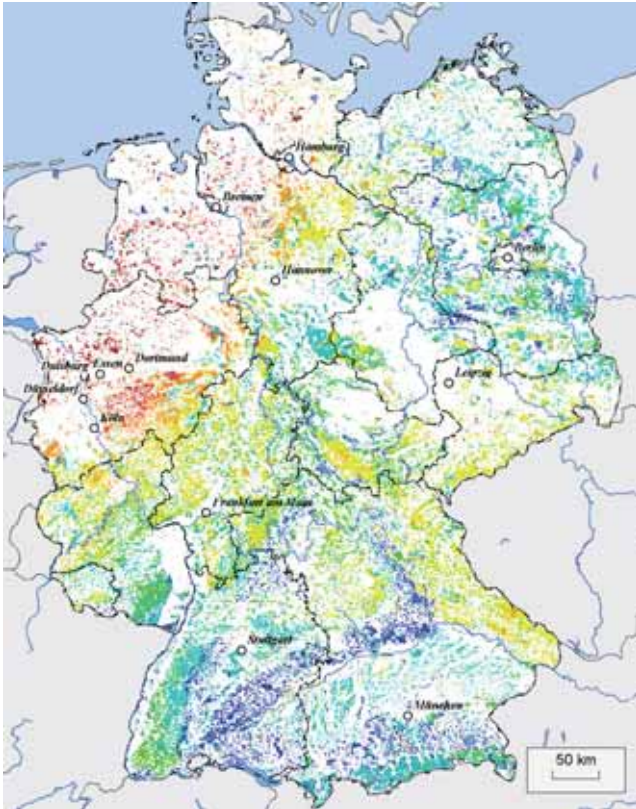 Hamburg
Bremen
Berlin
Hannover
Dortmund
Duisburg
Essen
Düsseldorf
Leipzig
Köln
Frankfurt am Main
Stuttgart
München
50 km